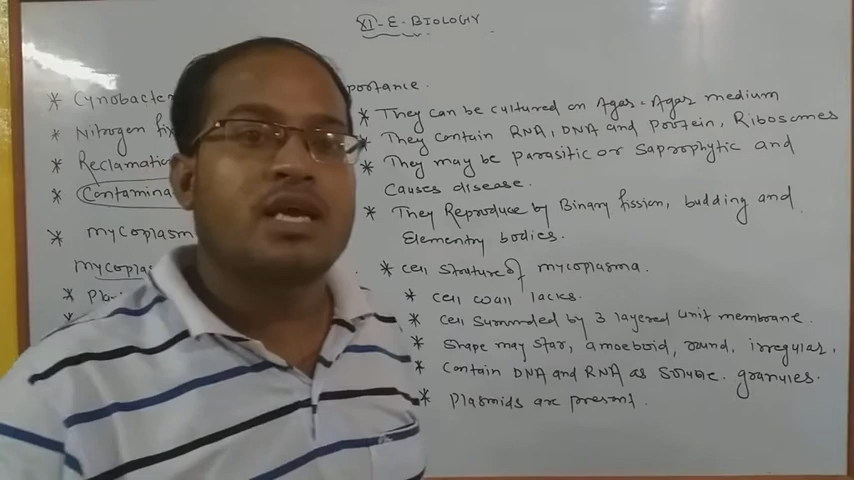 XI - E - BIOLOGY
* Cynobacter
* Nitrogen fix
* Reclamatio
* Contamina
* mycoplasm
mycopla
*
*
portance.
* They can be cultured on Agar-Agar medium
* They contain RNA, DNA and Protein, Ribosomes
* They may be parasitic or saprophytic and
causes disease.
* They Reproduce by Binary fission, budding and
Elementry bodies.
* cell struture of mycoplasma.
* cell wall lacks.
* cell surrounded by 3 layered unit membrane.
* shape may star, amoeboid, round, irregular,
* Contain DNA and RNA as soluble granules.
* Plasmids are present.